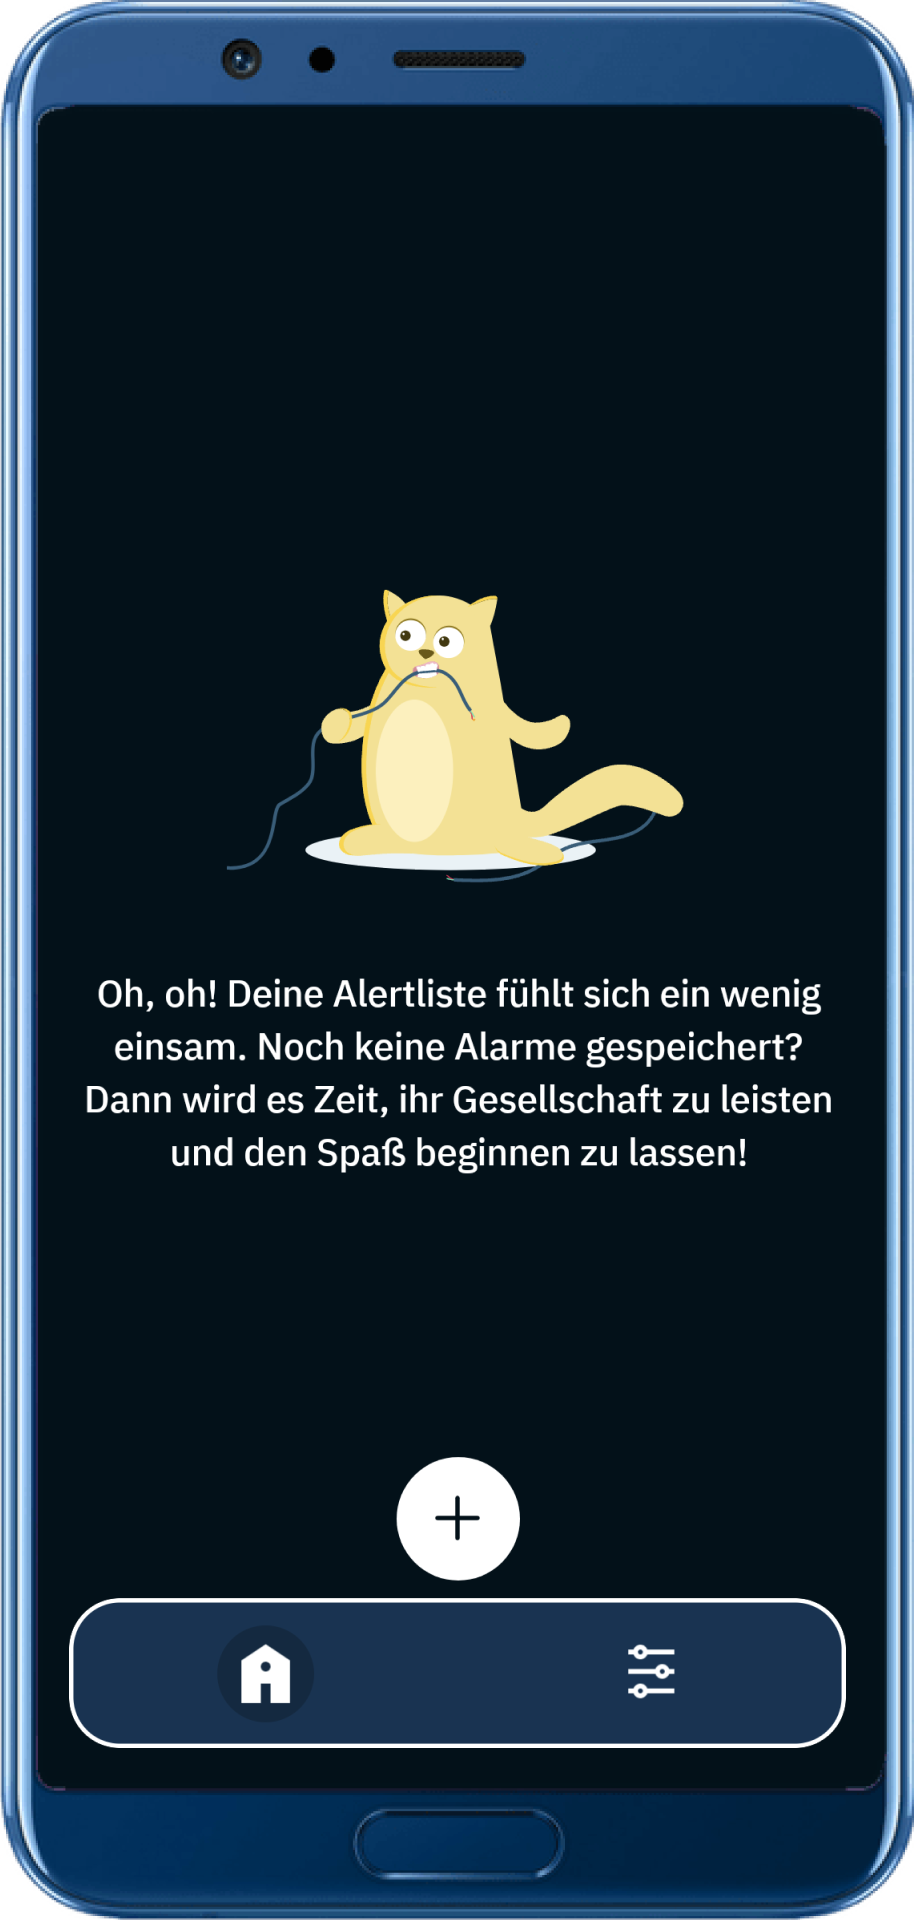 Oh, oh! Deine Alertliste fühlt sich ein wenig
einsam. Noch keine Alarme gespeichert?
Dann wird es Zeit, ihr Gesellschaft zu leisten
und den Spaß beginnen zu lassen!